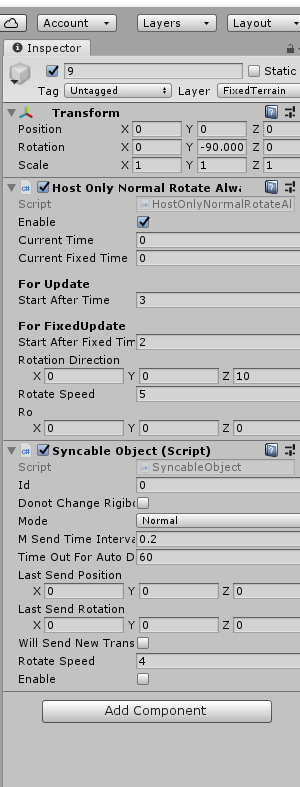 Account Layers Layout
Inspector
9 Static
Tag Untagged Layer FixedTerrain
Transform
Position X 0 Y 0 Z 0
Rotation X 0 Y -90.000 Z 0
Scale X 1 Y 1 Z 1
Host Only Normal Rotate Alwa
Script HostOnlyNormalRotateAl
Enable
Current Time 0
Current Fixed Time 0
For Update
Start After Time 3
For FixedUpdate
Start After Fixed Tim 2
Rotation Direction
X 0 Y 0 Z 10
Rotate Speed 5
Ro
X 0 Y 0 Z 0
Syncable Object (Script)
Script SyncableObject
Id 0
Donot Change Rigibo
Mode Normal
M Send Time Interva 0.2
Time Out For Auto D 60
Last Send Position
X 0 Y 0 Z 0
Last Send Rotation
X 0 Y 0 Z 0
Will Send New Trans
Rotate Speed 4
Enable
Add Component